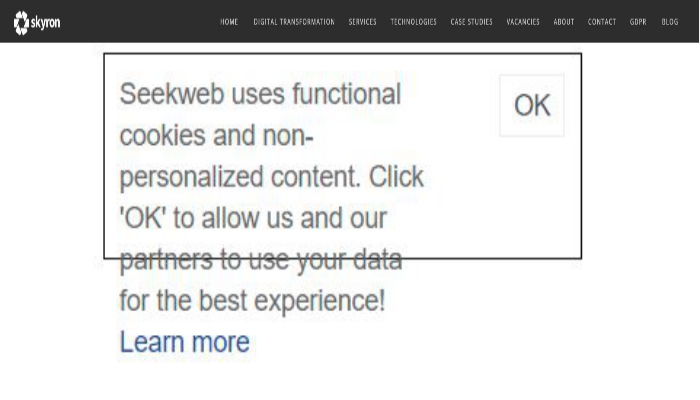 skyron
HOME DIGITAL TRANSFORMATION SERVICES TECHNOLOGIES CASE STUDIES VACANCIES ABOUT CONTACT GDPR BLOG
Seekweb uses functional
cookies and non-
personalized content. Click
'OK' to allow us and our
partners to use your data
for the best experience!
Learn more
OK